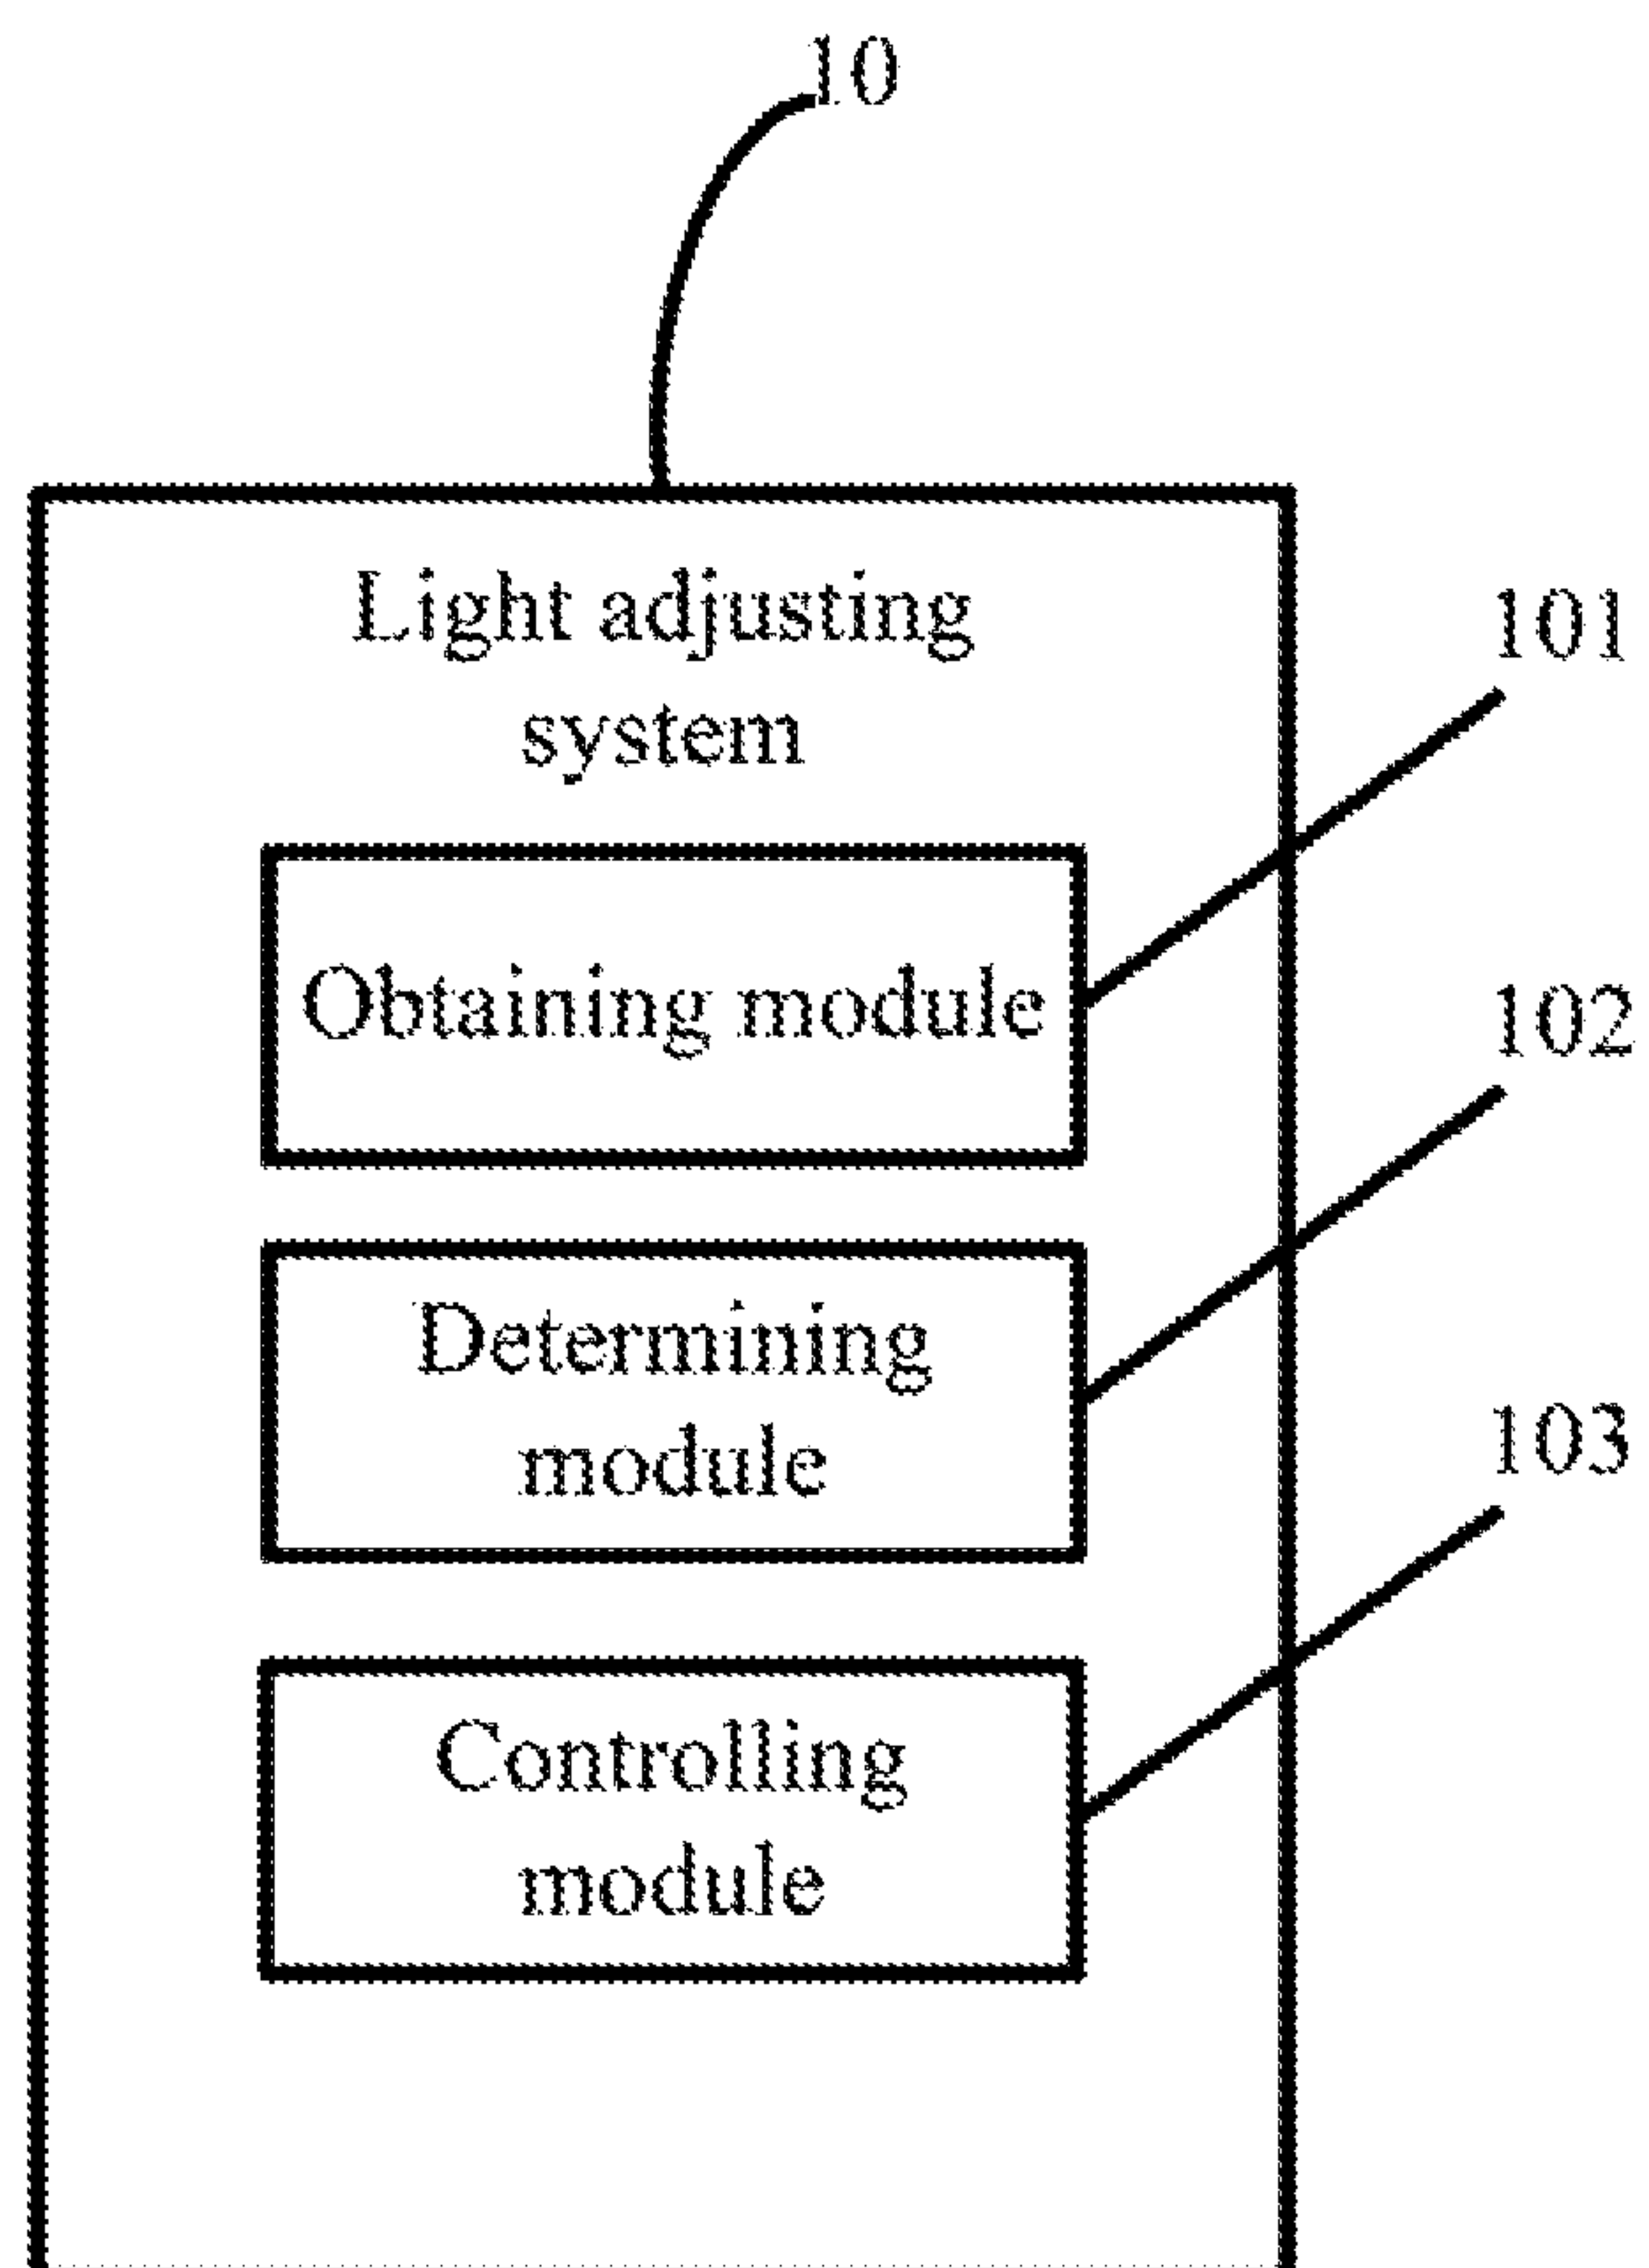 10
Light adjusting
system
101
Obtaining module
102
Determining
module
103
Controlling
module